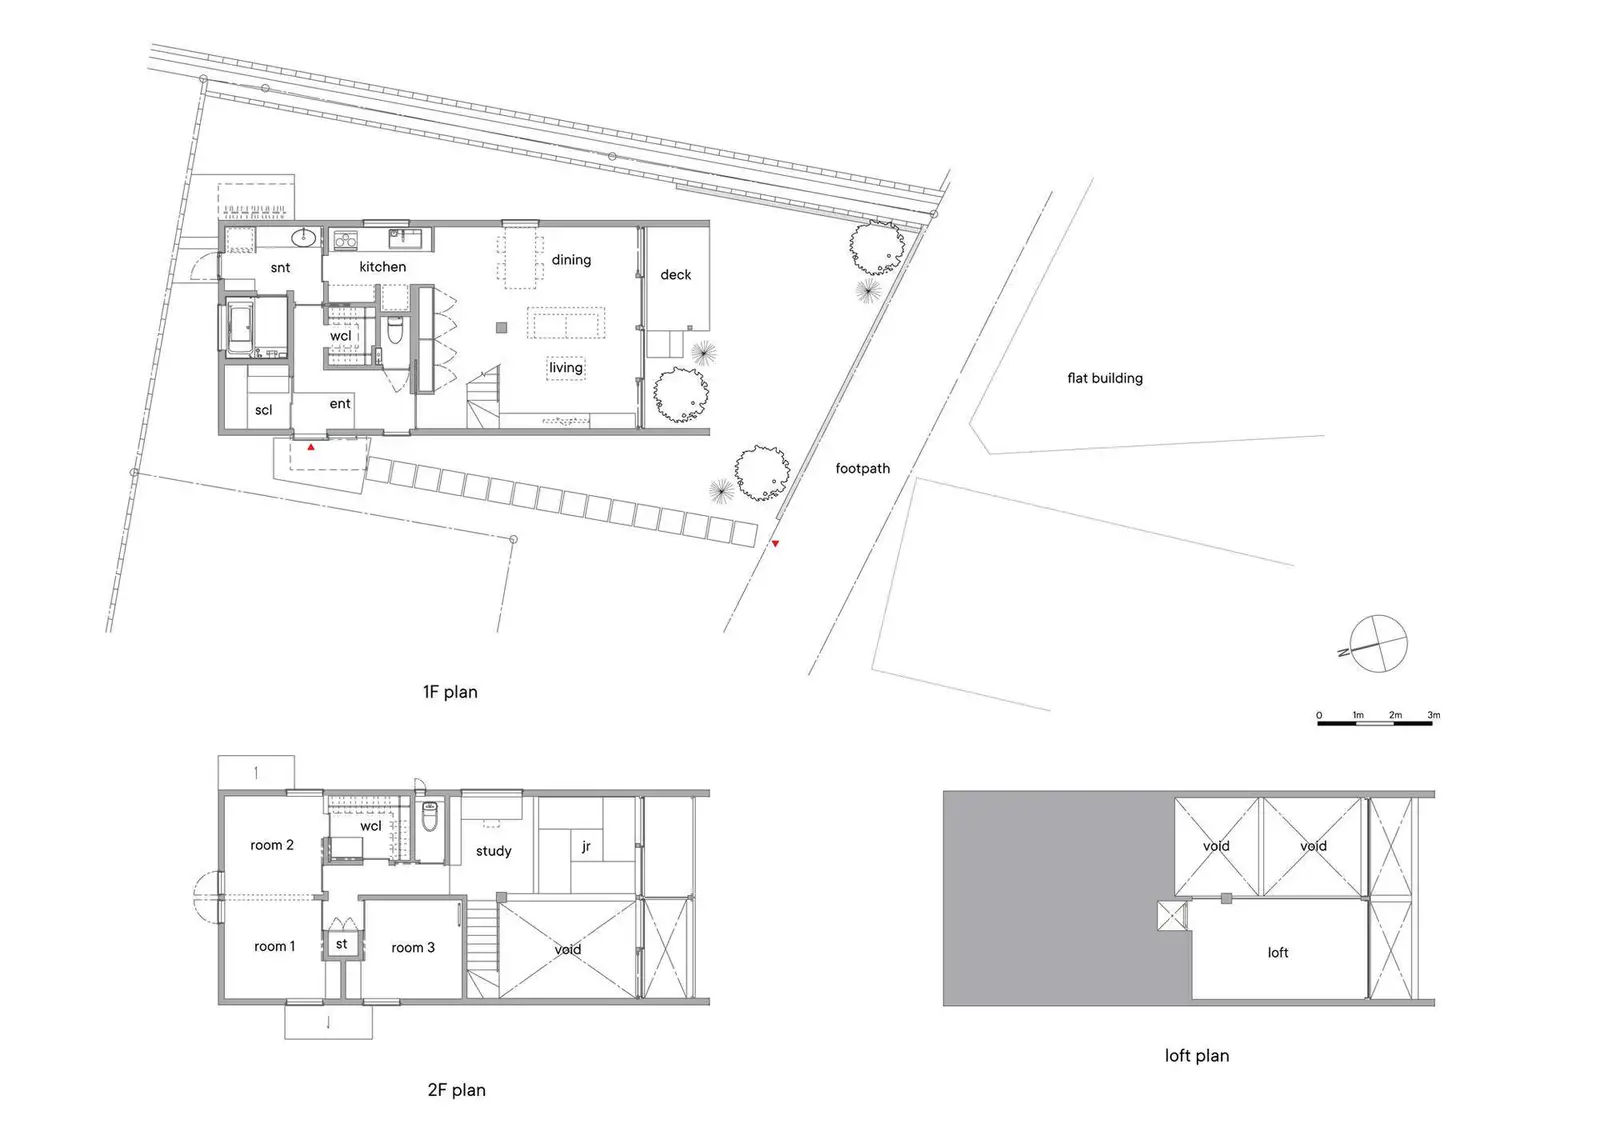 snt
kitchen
dining
deck
wcl
living
scl
ent
flat building
footpath
N
1F plan
0 1m 2m 3m
room 2
wcl
study
jr
room 1
st
room 3
void
2F plan
void
void
loft
loft plan